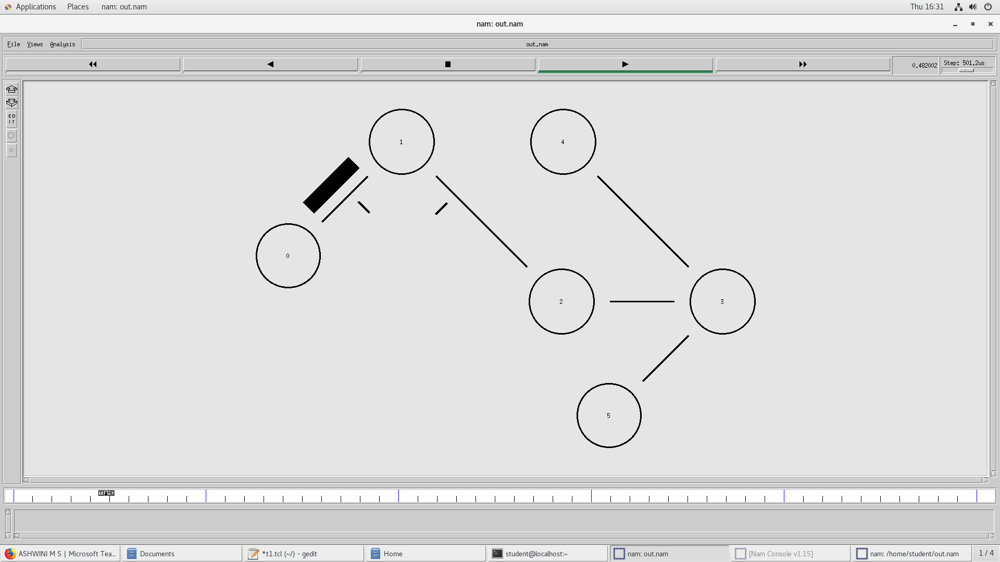 Applications Places nam: out.nam Thu 16:31
nam: out.nam
File Views Analysis out.nam
0.482002 Step: 501.2us
ED
IT
1 4
0
2 3
5
TIME
ASHWINI M S | Microsoft Tea... Documents *t1.tcl (~/) - gedit Home student@localhost:~ nam: out.nam [Nam Console v1.15] nam: /home/student/out.nam 1 / 4